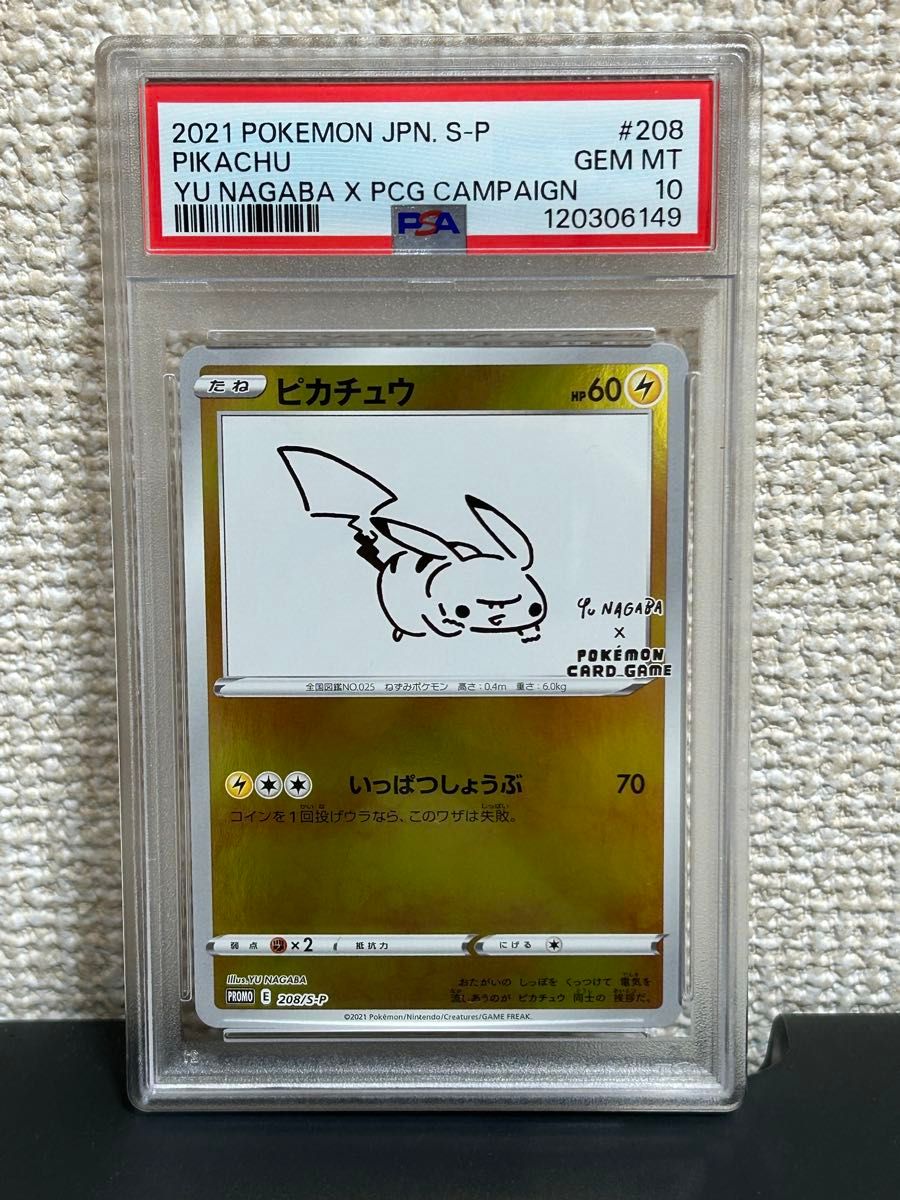 2021 POKEMON JPN. S-P #208
PIKACHU GEM MT
YU NAGABA X PCG CAMPAIGN 10
PSA 120306149
たね ピカチュウ HP60
YU NAGABA
×
POKÉMON
CARD GAME
全国図鑑NO.025 ねずみポケモン 高さ:0.4m 重さ:6.0kg
いっぱつしょうぶ 70
コインを1回投げウラなら、このワザは失敗。
弱点 ×2 抵抗力 にげる
Illus. YU NAGABA
PROMO E 208/S-P
おたがいの しっぽを くっつけて 電気を
流しあうのが ピカチュウ 同士の 挨拶だ。
©2021 Pokémon/Nintendo/Creatures/GAME FREAK.